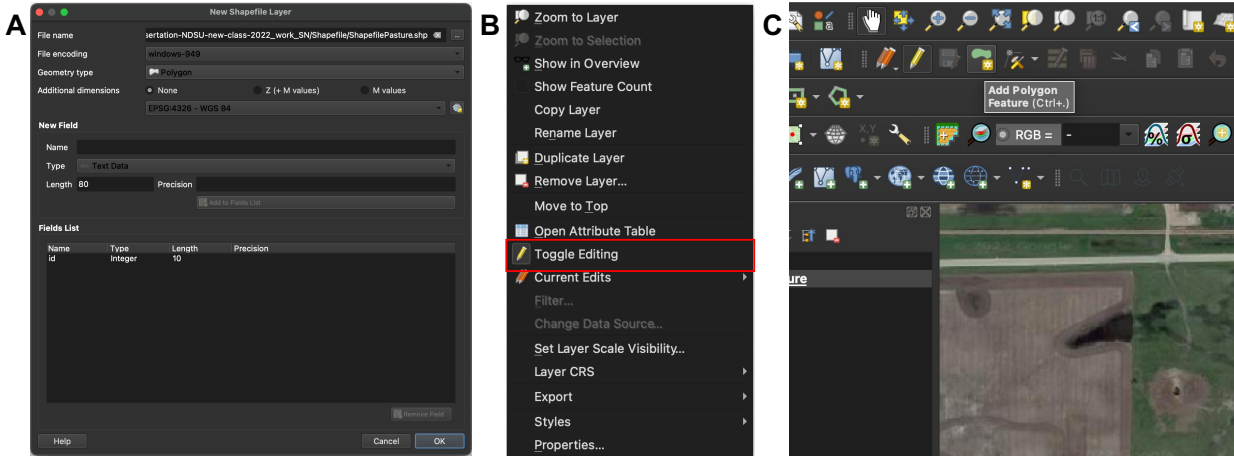 A
New Shapefile Layer
File name sertation-NDSU-new-class-2022_work_SN/Shapefile/ShapefilePasture.shp ...
File encoding windows-949
Geometry type Polygon
Additional dimensions None Z (+ M values) M values
EPSG:4326 - WGS 84
New Field
Name
Type Text Data
Length 80 Precision
Add to Fields List
Fields List
Name Type Length Precision
id Integer 10
Remove Field
Help Cancel OK
B
Zoom to Layer
Zoom to Selection
Show in Overview
Show Feature Count
Copy Layer
Rename Layer
Duplicate Layer
Remove Layer...
Move to Top
Open Attribute Table
Toggle Editing
Current Edits
Filter...
Change Data Source...
Set Layer Scale Visibility...
Layer CRS
Export
Styles
Properties...
C
Add Polygon
Feature (Ctrl+.)
X,Y
RGB = -
ure